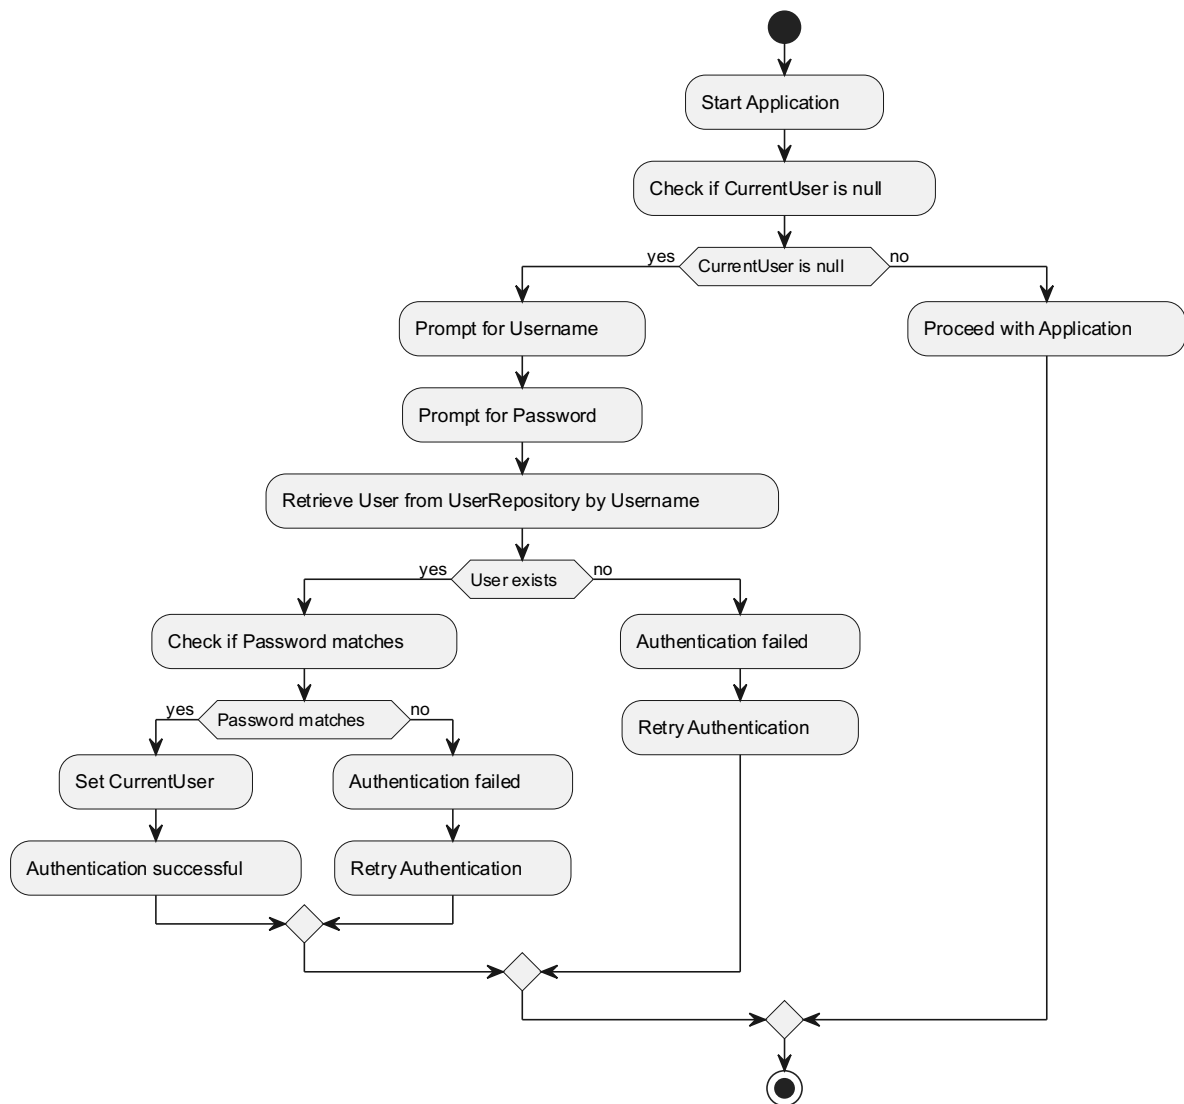 Start Application
Check if CurrentUser is null
yes
CurrentUser is null
no
Prompt for Username
Proceed with Application
Prompt for Password
Retrieve User from UserRepository by Username
yes
User exists
no
Check if Password matches
Authentication failed
yes
Password matches
no
Retry Authentication
Set CurrentUser
Authentication failed
Authentication successful
Retry Authentication